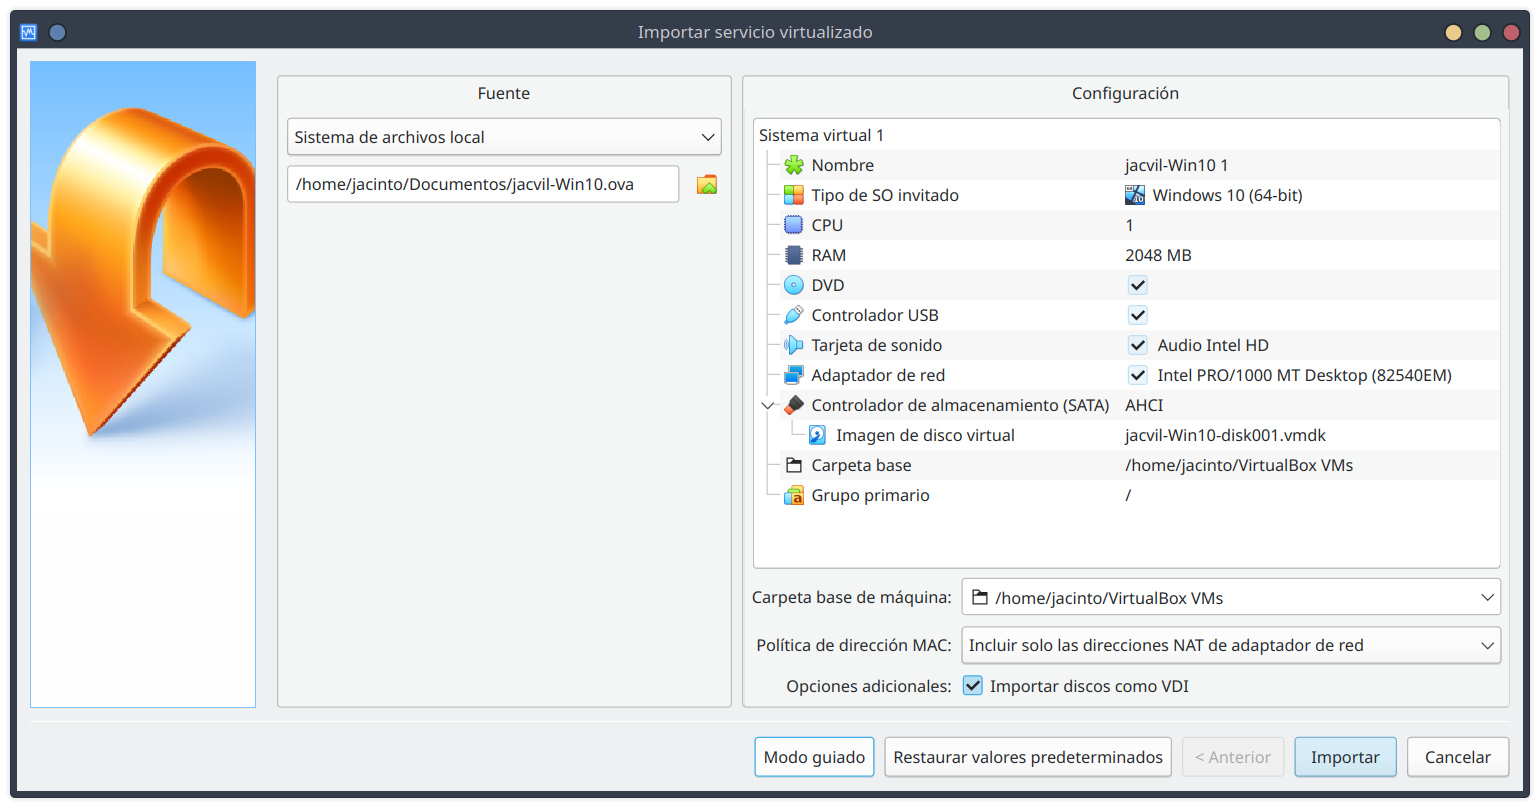 Importar servicio virtualizado
Fuente
Sistema de archivos local
/home/jacinto/Documentos/jacvil-Win10.ova
Configuración
Sistema virtual 1
Nombre jacvil-Win10 1
Tipo de SO invitado Windows 10 (64-bit)
CPU 1
RAM 2048 MB
DVD
Controlador USB
Tarjeta de sonido Audio Intel HD
Adaptador de red Intel PRO/1000 MT Desktop (82540EM)
Controlador de almacenamiento (SATA) AHCI
Imagen de disco virtual jacvil-Win10-disk001.vmdk
Carpeta base /home/jacinto/VirtualBox VMs
Grupo primario /
Carpeta base de máquina: /home/jacinto/VirtualBox VMs
Política de dirección MAC: Incluir solo las direcciones NAT de adaptador de red
Opciones adicionales: Importar discos como VDI
Modo guiado Restaurar valores predeterminados < Anterior Importar Cancelar